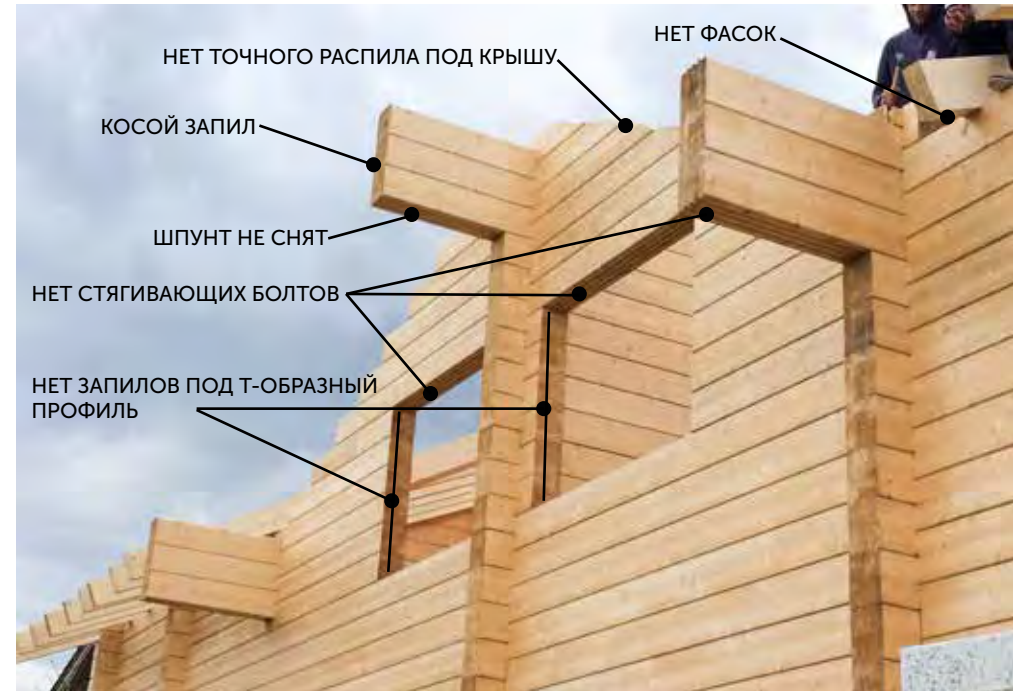 НЕТ ФАСОК
НЕТ ТОЧНОГО РАСПИЛА ПОД КРЫШУ
КОСОЙ ЗАПИЛ
ШПУНТ НЕ СНЯТ
НЕТ СТЯГИВАЮЩИХ БОЛТОВ
НЕТ ЗАПИЛОВ ПОД Т-ОБРАЗНЫЙ
ПРОФИЛЬ